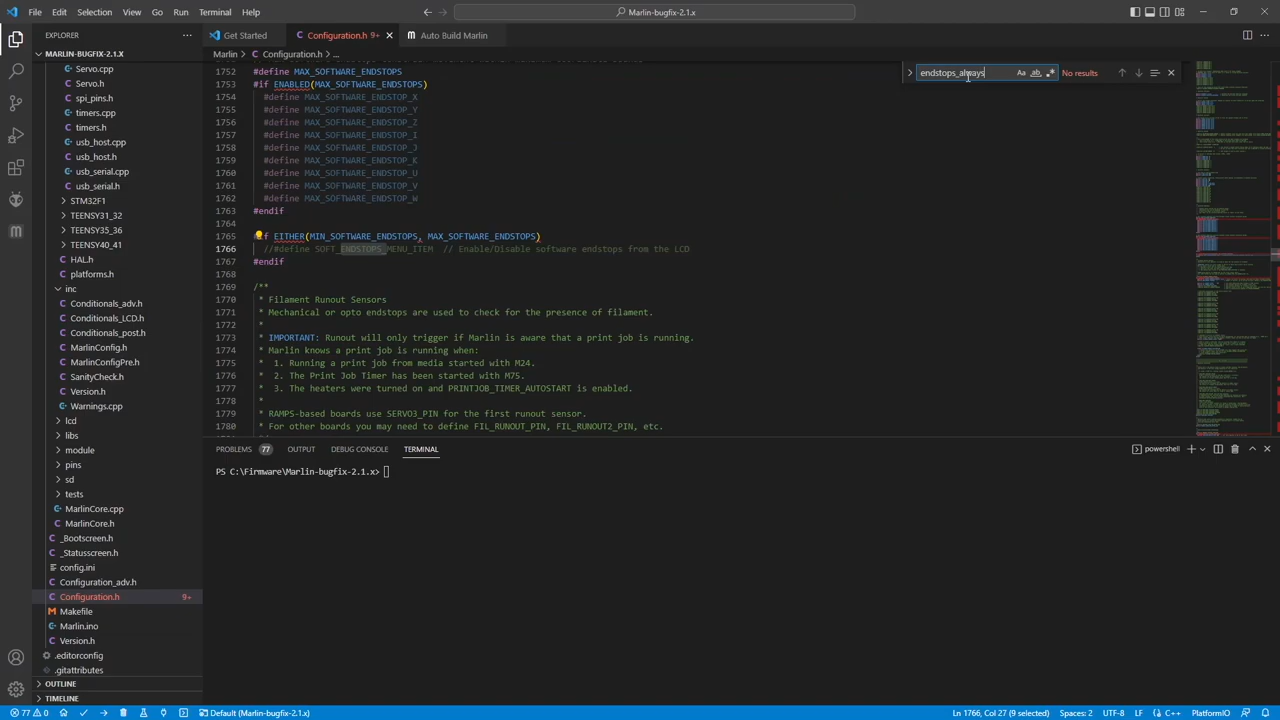 File Edit Selection View Go Run Terminal Help
Marlin-bugfix-2.1.x
EXPLORER
Get Started
Configuration.h 9+
Auto Build Marlin
MARLIN-BUGFIX-2.1.X
Marlin > Configuration.h > ...
Servo.cpp
Servo.h
spi_pins.h
timers.cpp
timers.h
usb_host.cpp
usb_host.h
usb_serial.cpp
usb_serial.h
STM32F1
TEENSY31_32
TEENSY35_36
TEENSY40_41
HAL.h
platforms.h
inc
Conditionals_adv.h
Conditionals_LCD.h
Conditionals_post.h
MarlinConfig.h
MarlinConfigPre.h
SanityCheck.h
Version.h
Warnings.cpp
lcd
libs
module
pins
sd
tests
MarlinCore.cpp
MarlinCore.h
_Bootscreen.h
_Statusscreen.h
config.ini
Configuration_adv.h
Configuration.h 9+
Makefile
Marlin.ino
Version.h
.editorconfig
.gitattributes
OUTLINE
TIMELINE
endstops_always
Aa ab
No results
1752 #define MAX_SOFTWARE_ENDSTOPS
1753 #if ENABLED(MAX_SOFTWARE_ENDSTOPS)
1754 #define MAX_SOFTWARE_ENDSTOP_X
1755 #define MAX_SOFTWARE_ENDSTOP_Y
1756 #define MAX_SOFTWARE_ENDSTOP_Z
1757 #define MAX_SOFTWARE_ENDSTOP_I
1758 #define MAX_SOFTWARE_ENDSTOP_J
1759 #define MAX_SOFTWARE_ENDSTOP_K
1760 #define MAX_SOFTWARE_ENDSTOP_U
1761 #define MAX_SOFTWARE_ENDSTOP_V
1762 #define MAX_SOFTWARE_ENDSTOP_W
1763 #endif
1764
1765 f EITHER(MIN_SOFTWARE_ENDSTOPS, MAX_SOFTWARE_ENDSTOPS)
1766 //#define SOFT_ENDSTOPS_MENU_ITEM // Enable/Disable software endstops from the LCD
1767 #endif
1768
1769 /**
1770 * Filament Runout Sensors
1771 * Mechanical or opto endstops are used to check for the presence of filament.
1772 *
1773 * IMPORTANT: Runout will only trigger if Marlin is aware that a print job is running.
1774 * Marlin knows a print job is running when:
1775 * 1. Running a print job from media started with M24.
1776 * 2. The Print Job Timer has been started with M75.
1777 * 3. The heaters were turned on and PRINTJOB_TIMER_AUTOSTART is enabled.
1778 *
1779 * RAMPS-based boards use SERVO3_PIN for the first runout sensor.
1780 * For other boards you may need to define FIL_RUNOUT_PIN, FIL_RUNOUT2_PIN, etc.
PROBLEMS 77 OUTPUT DEBUG CONSOLE TERMINAL
powershell
PS C:\Firmware\Marlin-bugfix-2.1.x>
77 0
Default (Marlin-bugfix-2.1.x)
Ln 1766, Col 27 (9 selected) Spaces: 2 UTF-8 LF C++ PlatformIO